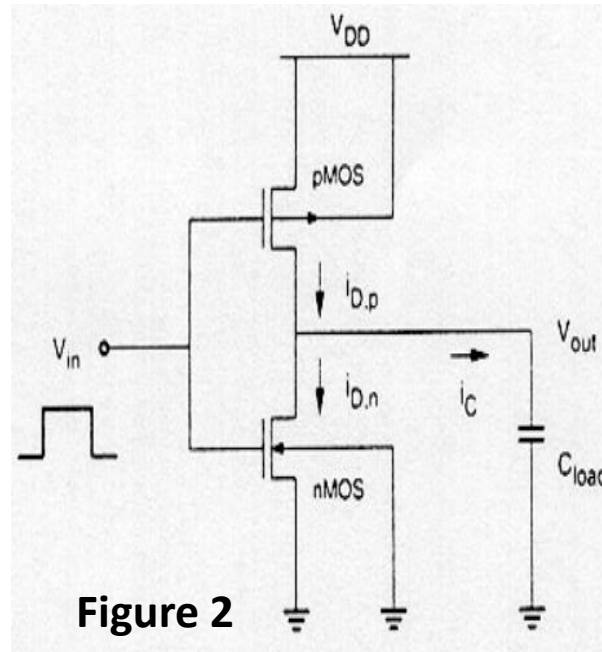 VDD
pMOS
iD,p
Vin
Vout
iD,n
iC
Cload
nMOS
Figure 2